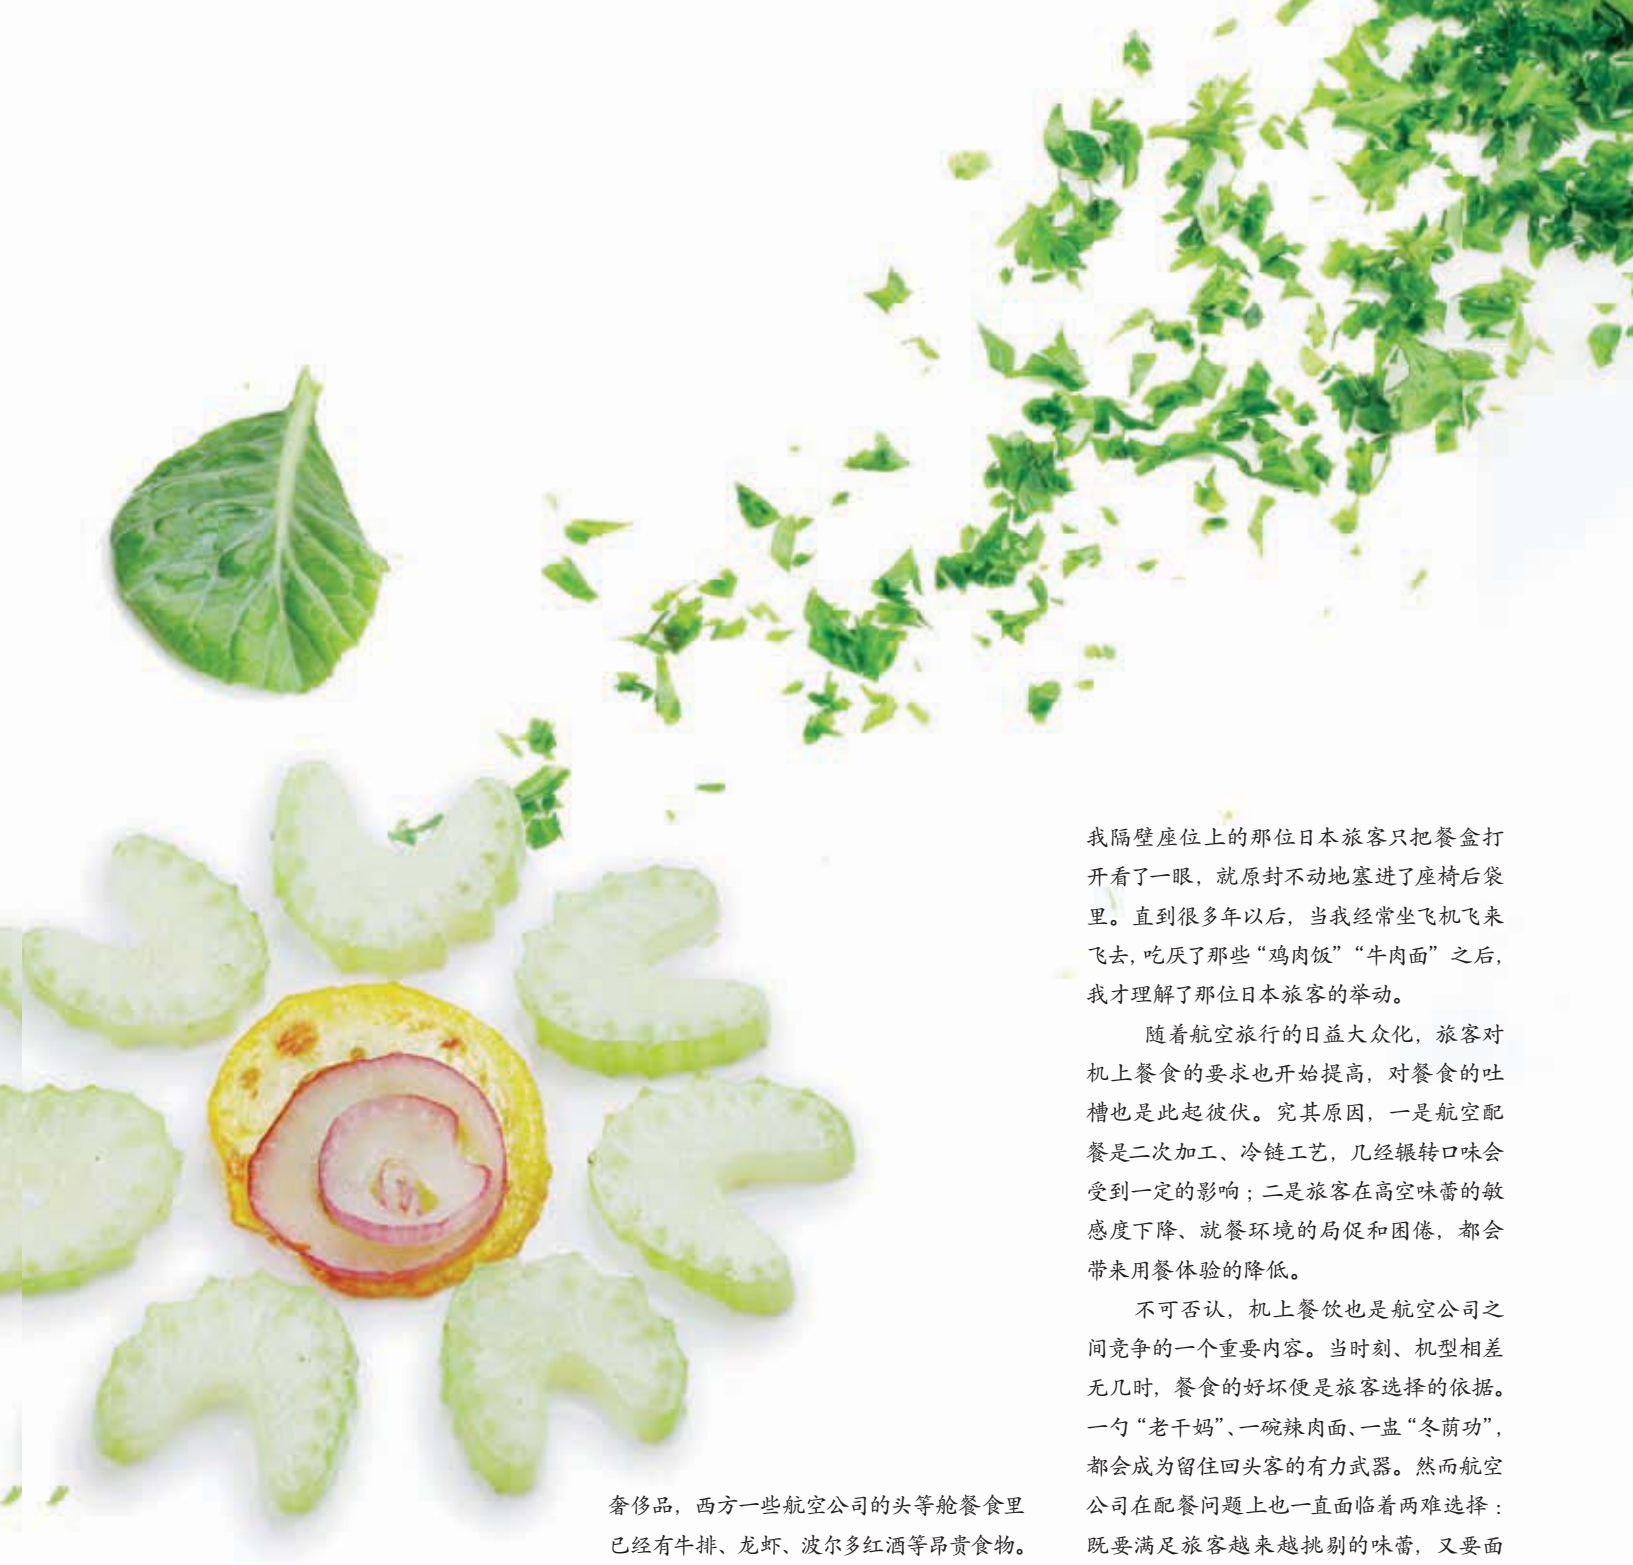 奢侈品，西方一些航空公司的头等舱餐食里
已经有牛排、龙虾、波尔多红酒等昂贵食物。
我隔壁座位上的那位日本旅客只把餐盒打
开看了一眼，就原封不动地塞进了座椅后袋
里。直到很多年以后，当我经常坐飞机飞来
飞去，吃厌了那些“鸡肉饭”“牛肉面”之后，
我才理解了那位日本旅客的举动。
随着航空旅行的日益大众化，旅客对
机上餐食的要求也开始提高，对餐食的吐
槽也是此起彼伏。究其原因，一是航空配
餐是二次加工、冷链工艺，几经辗转口味会
受到一定的影响；二是旅客在高空味蕾的敏
感度下降、就餐环境的局促和困倦，都会
带来用餐体验的降低。
不可否认，机上餐饮也是航空公司之
间竞争的一个重要内容。当时刻、机型相差
无几时，餐食的好坏便是旅客选择的依据。
一勺“老干妈”、一碗辣肉面、一盅“冬荫功”，
都会成为留住回头客的有力武器。然而航空
公司在配餐问题上也一直面临着两难选择：
既要满足旅客越来越挑剔的味蕾，又要面